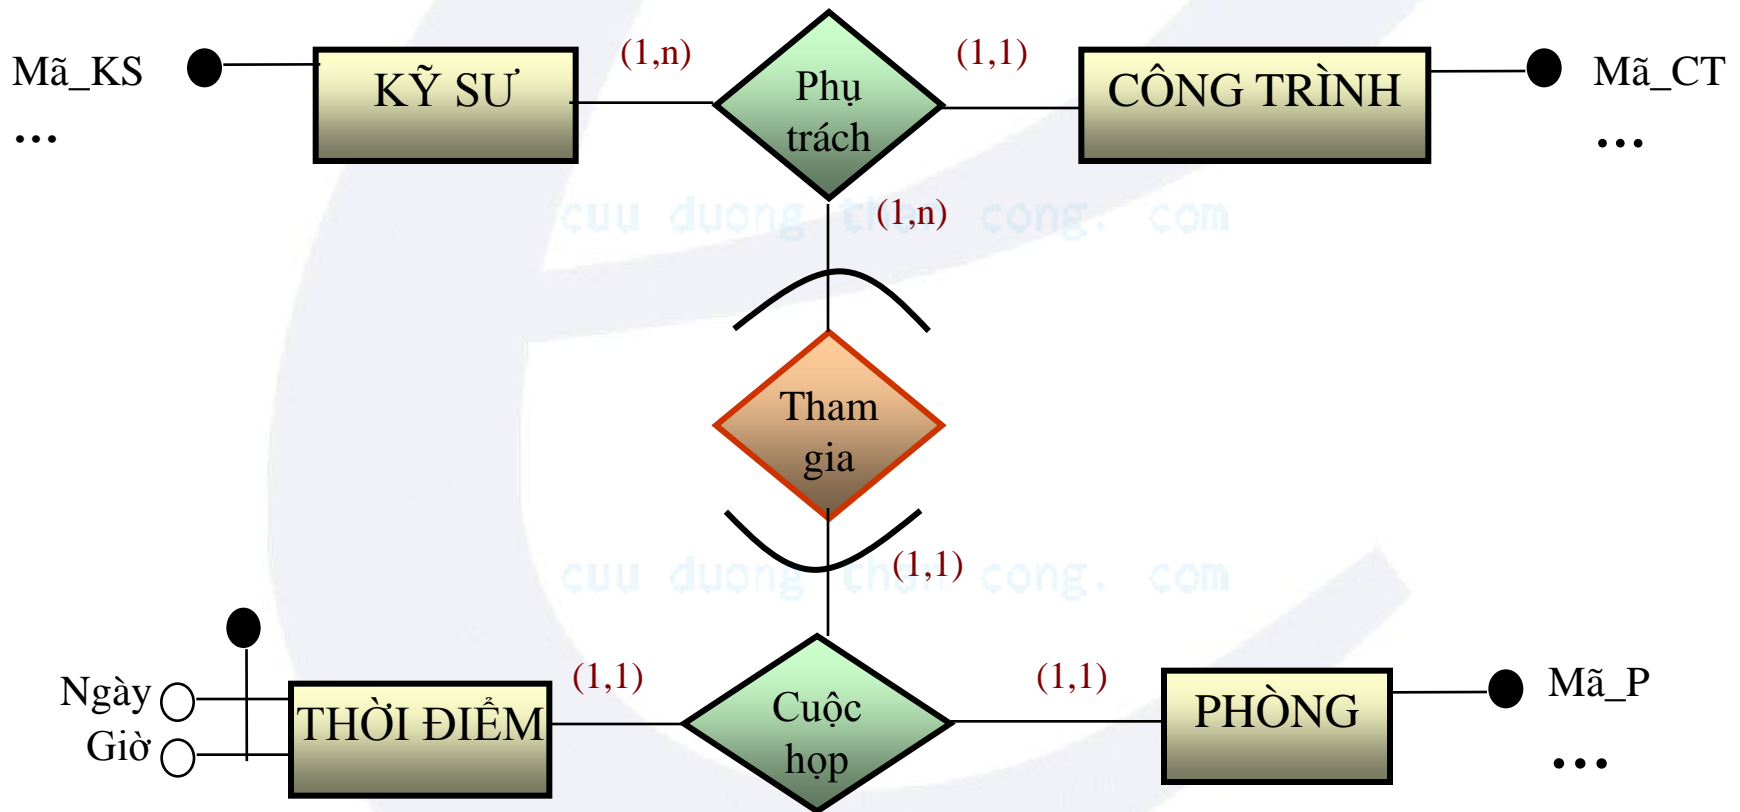 Mã_KS
...
KỸ SƯ
(1,n)
Phụ
trách
(1,1)
CÔNG TRÌNH
Mã_CT
...
(1,n)
cuu duong than cong. com
Tham
gia
(1,1)
cuu duong than cong. com
Ngày
Giờ
THỜI ĐIỂM
(1,1)
Cuộc
họp
(1,1)
PHÒNG
Mã_P
...